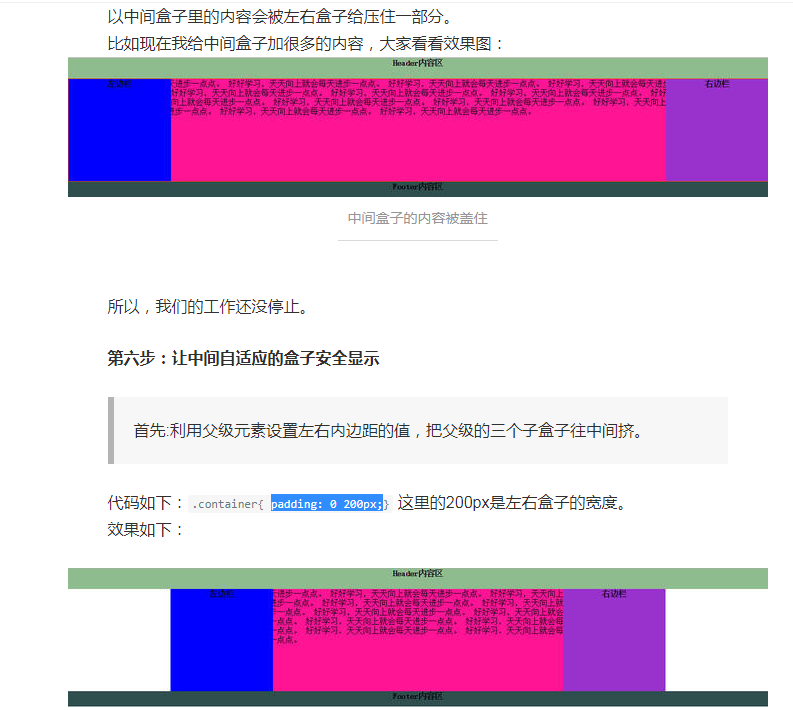 以中间盒子里的内容会被左右盒子给压住一部分。
比如现在我给中间盒子加很多的内容，大家看看效果图：
Header内容区
左边栏
天进步一点点。 好好学习，天天向上就会每天进步一点点。 好好学习，天天向上就会每天进步一点点。 好好学习，天天向上就会每天进步
右边栏
好好学习，天天向上就会每天进步一点点。 好好学习，天天向上就会每天进步一点点。 好好学习，天天向上就会每天进步一点点。 好好
向上就会每天进步一点点。 好好学习，天天向上就会每天进步一点点。 好好学习，天天向上就会每天进步一点点。 好好学习，天天向上
步一点点。 好好学习，天天向上就会每天进步一点点。 好好学习，天天向上就会每天进步一点点。
Footer内容区
中间盒子的内容被盖住
所以，我们的工作还没停止。
第六步：让中间自适应的盒子安全显示
首先:利用父级元素设置左右内边距的值，把父级的三个子盒子往中间挤。
代码如下： .container{ padding: 0 200px;} 这里的200px是左右盒子的宽度。
效果如下：
Header内容区
左边栏
进步一点点。 好好学习，天天向上就会每天进步一点点。 好好学习，天天向上
右边栏
步一点点。 好好学习，天天向上就会每天进步一点点。 好好学习，天天向上就
一点点。 好好学习，天天向上就会每天进步一点点。 好好学习，天天向上就会
一点点。 好好学习，天天向上就会每天进步一点点。 好好学习，天天向上就会每
点点。 好好学习，天天向上就会每天进步一点点。 好好学习，天天向上就会每
一点点。
Footer内容区